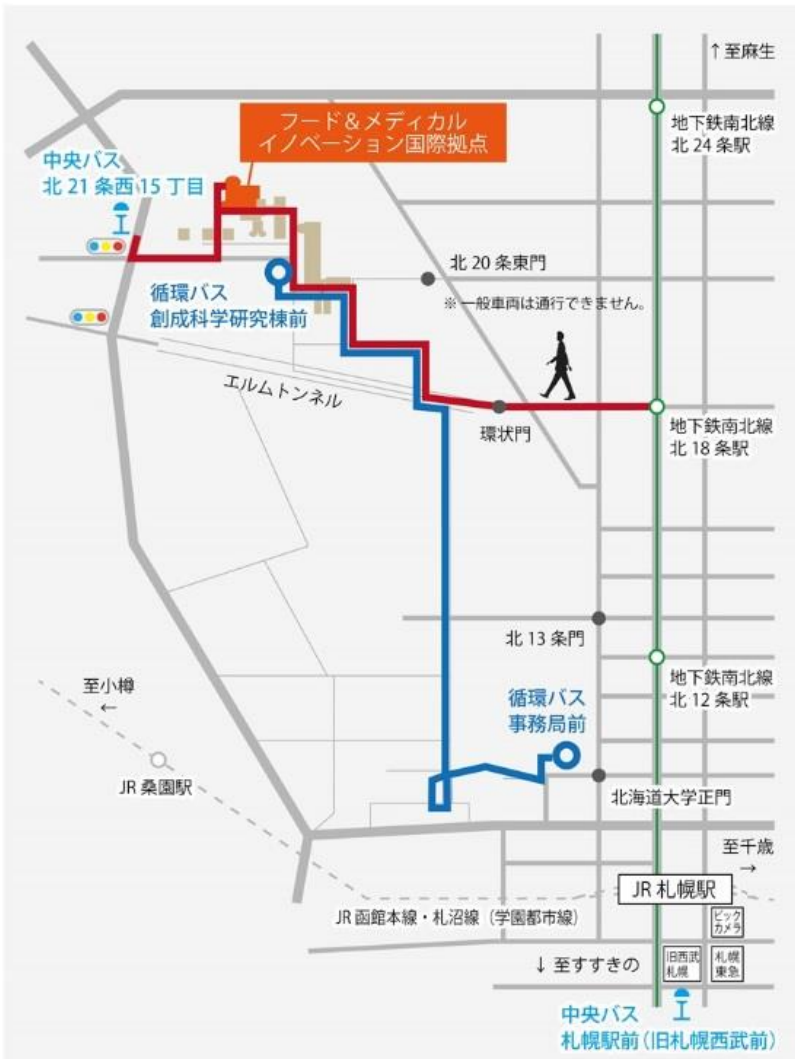 ↑至麻生
フード&メディカル
イノベーション国際拠点
地下鉄南北線
北24条駅
中央バス
北21条西15丁目
北20条東門
循環バス
創成科学研究棟前
※一般車両は通行できません。
エルムトンネル
環状門
地下鉄南北線
北18条駅
北13条門
地下鉄南北線
北12条駅
至小樽
←
循環バス
事務局前
JR桑園駅
北海道大学正門
至千歳
→
JR札幌駅
JR函館本線・札沼線(学園都市線)
ビック
カメラ
↓至すすきの
旧西武
札幌
札幌
東急
中央バス
札幌駅前(旧札幌西武前)